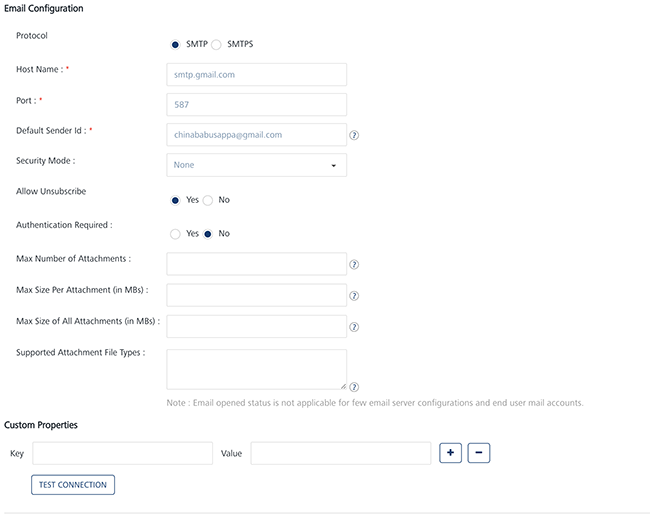 Email Configuration
Protocol
SMTP SMTPS
Host Name : * smtp.gmail.com
Port : * 587
Default Sender Id : * chinababusappa@gmail.com ?
Security Mode : None
Allow Unsubscribe
Yes No
Authentication Required :
Yes No
Max Number of Attachments : ?
Max Size Per Attachment (in MBs) : ?
Max Size of All Attachments (in MBs) : ?
Supported Attachment File Types : ?
Note : Email opened status is not applicable for few email server configurations and end user mail accounts.
Custom Properties
Key Value + −
TEST CONNECTION